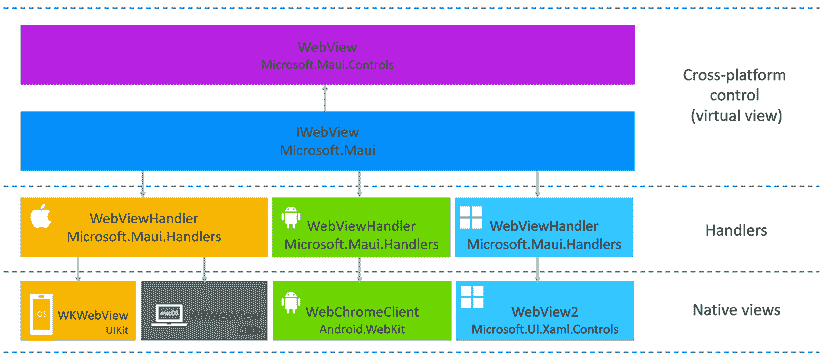 WebView
Microsoft.Maui.Controls
Cross-platform
control
(virtual view)
IWebView
Microsoft.Maui
WebViewHandler
Microsoft.Maui.Handlers
WebViewHandler
Microsoft.Maui.Handlers
WebViewHandler
Microsoft.Maui.Handlers
Handlers
iOS
WKWebView
UIKit
macOS
WebChromeClient
Android.WebKit
WebView2
Microsoft.UI.Xaml.Controls
Native views